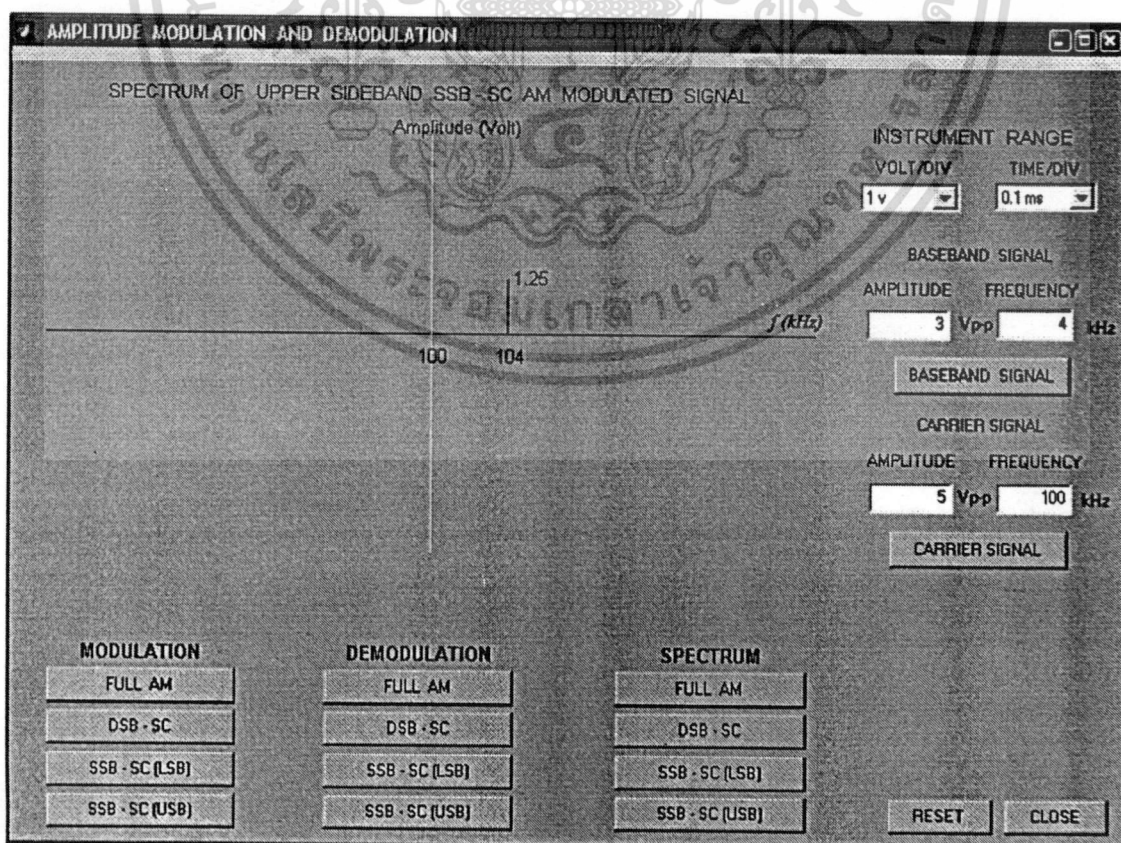 AMPLITUDE MODULATION AND DEMODULATION
SPECTRUM OF UPPER SIDEBAND SSB - SC AM MODULATED SIGNAL
Amplitude (Volt)
1.25
f (kHz)
100 104
INSTRUMENT RANGE
VOLT/DIV TIME/DIV
1 v 0.1 ms
BASEBAND SIGNAL
AMPLITUDE FREQUENCY
3 Vp-p 4 kHz
BASEBAND SIGNAL
CARRIER SIGNAL
AMPLITUDE FREQUENCY
5 Vp-p 100 kHz
CARRIER SIGNAL
MODULATION DEMODULATION SPECTRUM
FULL AM FULL AM FULL AM
DSB - SC DSB - SC DSB - SC
SSB - SC (LSB) SSB - SC (LSB) SSB - SC (LSB)
SSB - SC (USB) SSB - SC (USB) SSB - SC (USB)
RESET CLOSE